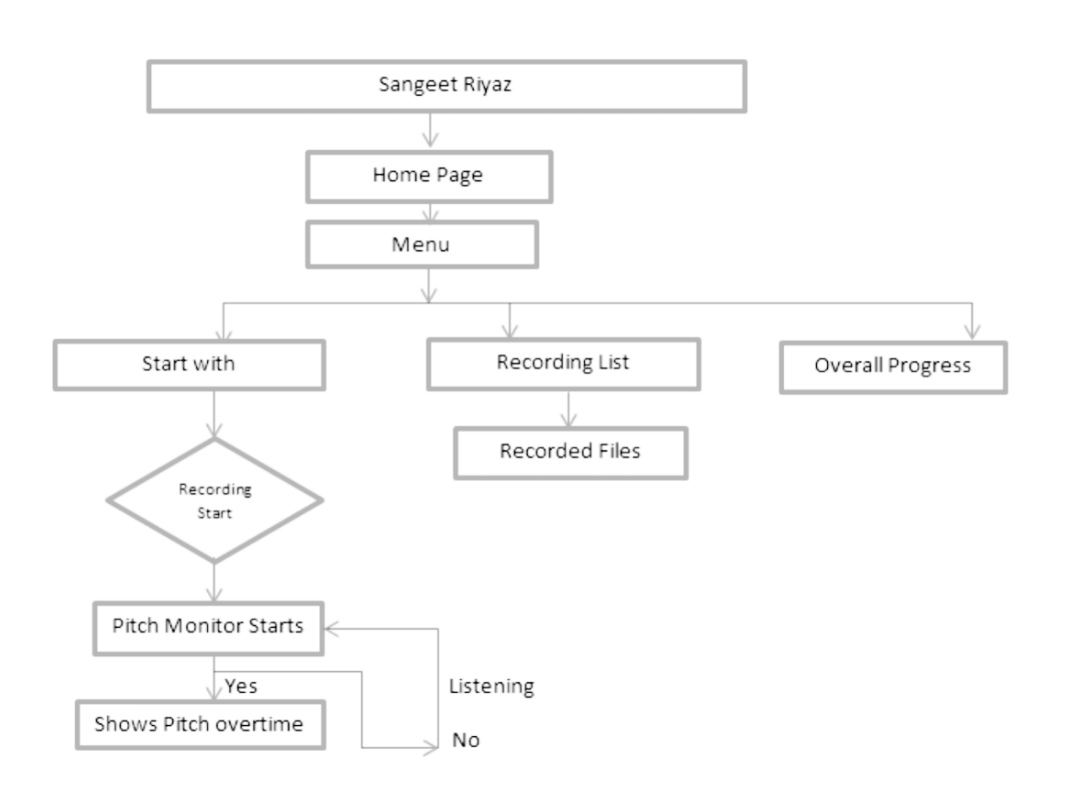 Sangeet Riyaz
Home Page
Menu
Start with
Recording List
Overall Progress
Recorded Files
Recording
Start
Pitch Monitor Starts
Yes
Listening
Shows Pitch overtime
No